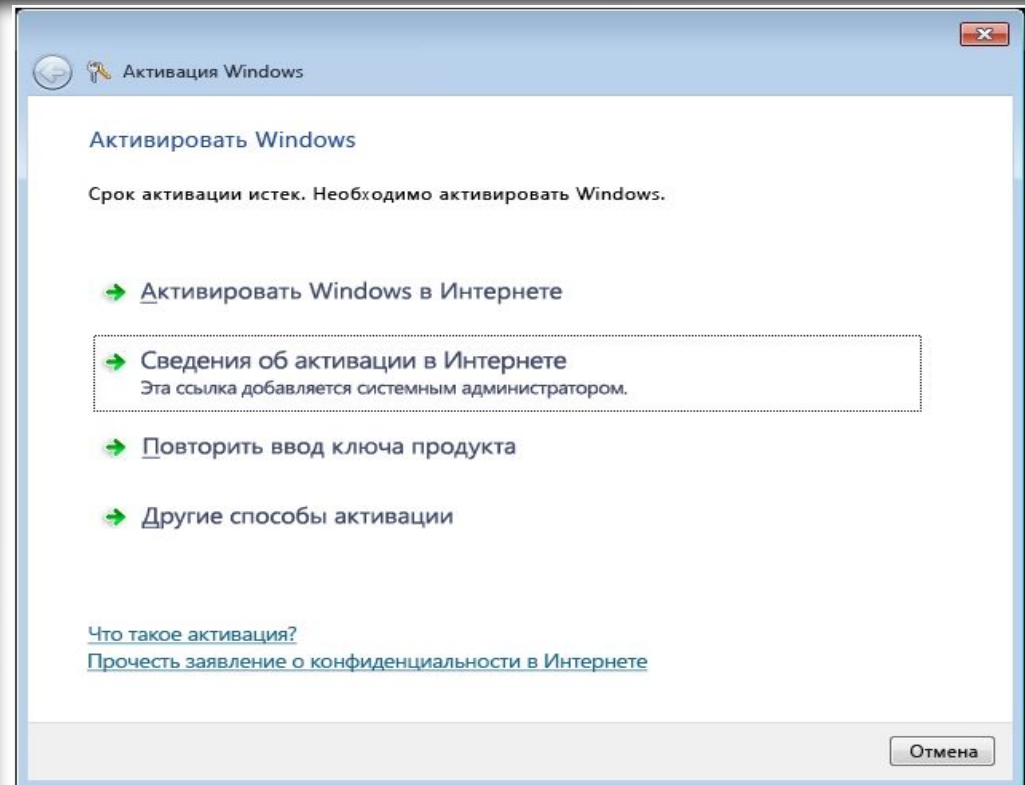 Активация Windows
Активировать Windows
Срок активации истек. Необходимо активировать Windows.
Активировать Windows в Интернете
Сведения об активации в Интернете
Эта ссылка добавляется системным администратором.
Повторить ввод ключа продукта
Другие способы активации
Что такое активация?
Прочесть заявление о конфиденциальности в Интернете
Отмена